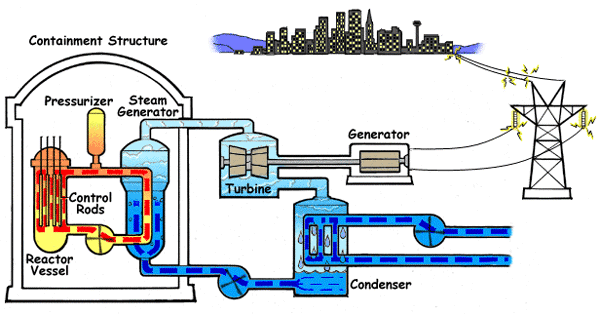 Containment Structure
Pressurizer
Steam
Generator
Generator
Turbine
Control
Rods
Reactor
Vessel
Condenser